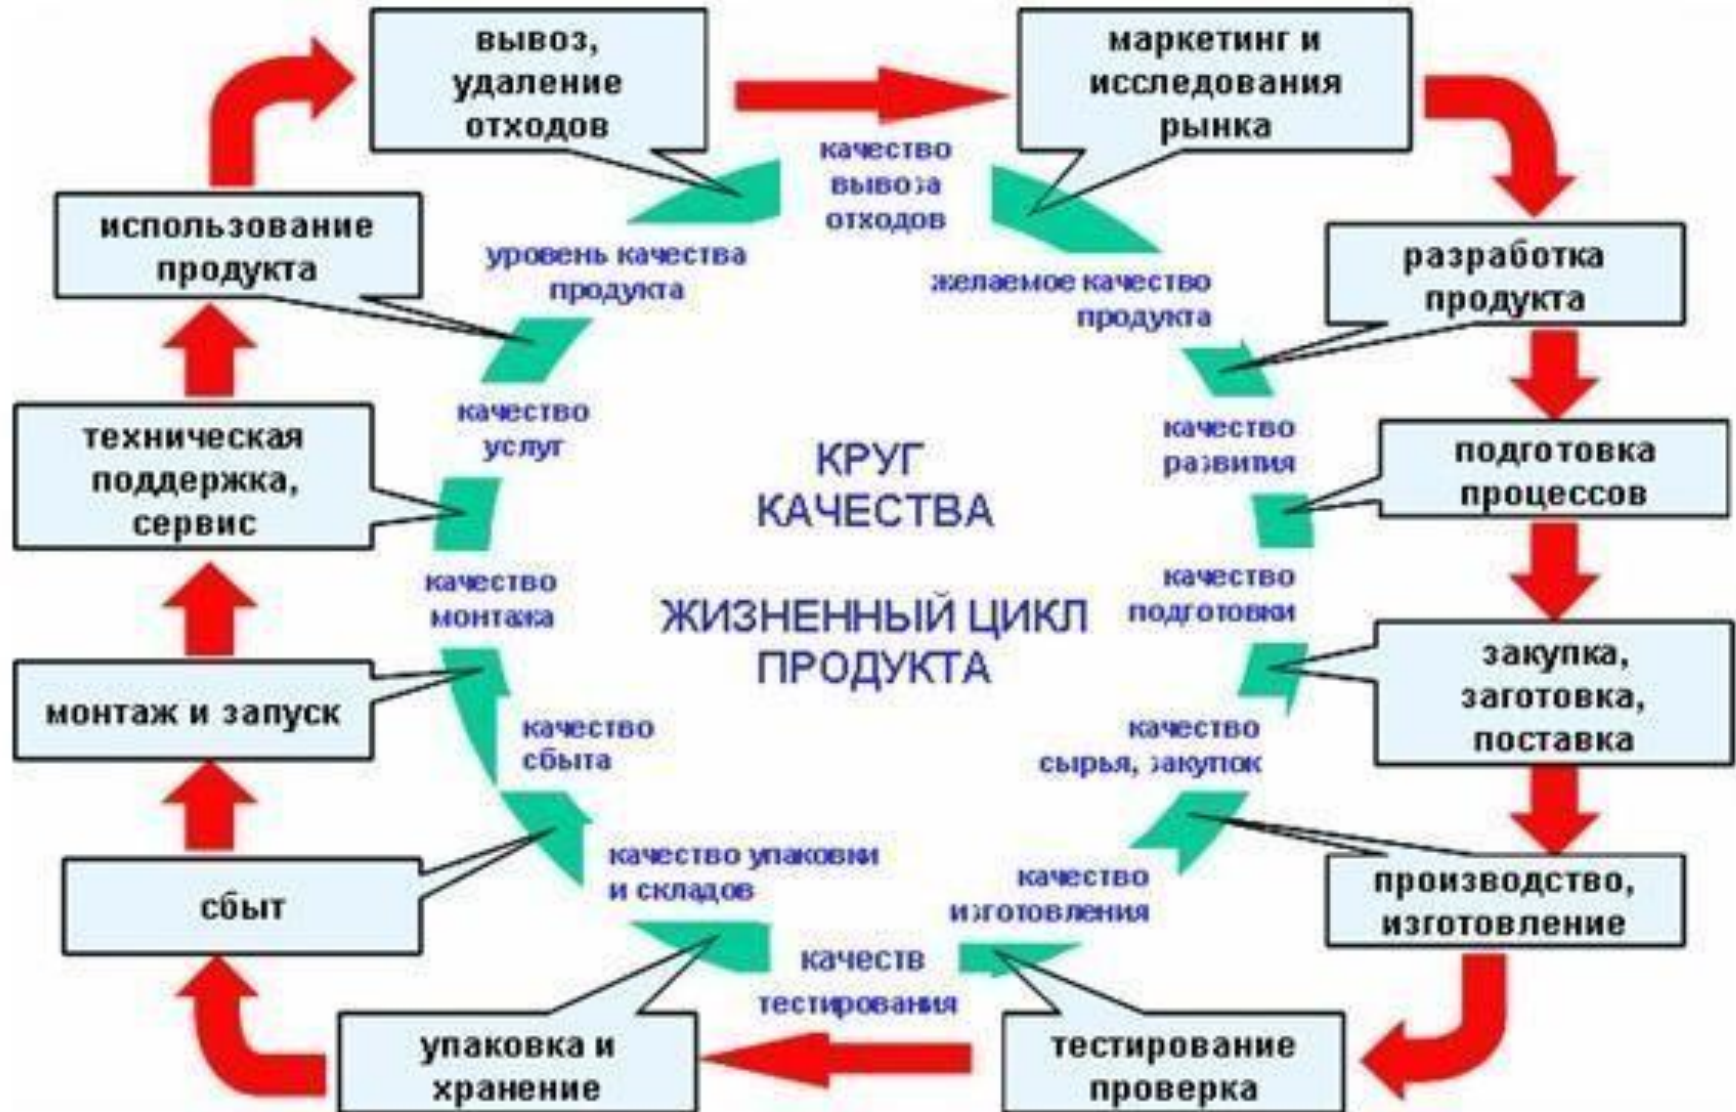 вывоз,
удаление
отходов
маркетинг и
исследования
рынка
качество
вывоза
отходов
использование
продукта
уровень качества
продукта
желаемое качество
продукта
разработка
продукта
техническая
поддержка,
сервис
качество
услуг
КРУГ
КАЧЕСТВА
качество
развития
подготовка
процессов
качество
монтажа
ЖИЗНЕННЫЙ ЦИКЛ
ПРОДУКТА
качество
подготовки
закупка,
заготовка,
поставка
монтаж и запуск
качество
сбыта
качество
сырья, закупок
сбыт
качество упаковки
и складов
качество
изготовления
производство,
изготовление
качеств
тестирования
упаковка и
хранение
тестирование
проверка